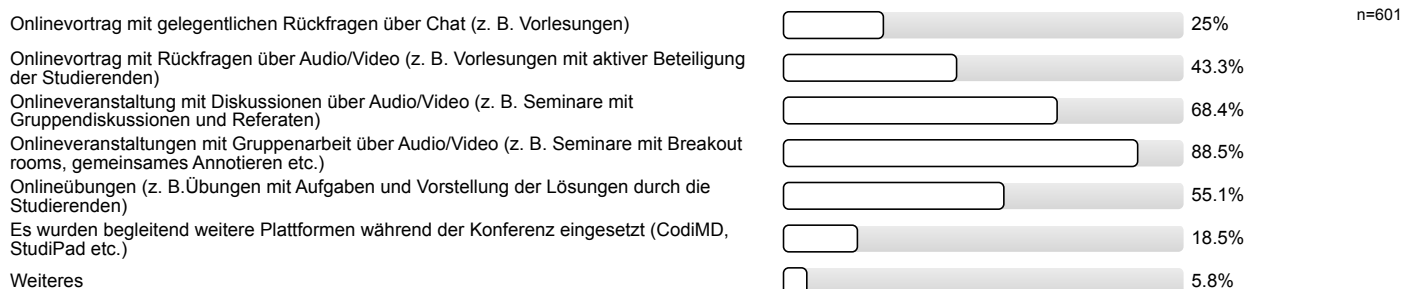 Onlinevortrag mit gelegentlichen Rückfragen über Chat (z. B. Vorlesungen) 25% n=601
Onlinevortrag mit Rückfragen über Audio/Video (z. B. Vorlesungen mit aktiver Beteiligung
der Studierenden) 43.3%
Onlineveranstaltung mit Diskussionen über Audio/Video (z. B. Seminare mit
Gruppendiskussionen und Referaten) 68.4%
Onlineveranstaltungen mit Gruppenarbeit über Audio/Video (z. B. Seminare mit Breakout
rooms, gemeinsames Annotieren etc.) 88.5%
Onlineübungen (z. B.Übungen mit Aufgaben und Vorstellung der Lösungen durch die
Studierenden) 55.1%
Es wurden begleitend weitere Plattformen während der Konferenz eingesetzt (CodiMD,
StudiPad etc.) 18.5%
Weiteres 5.8%